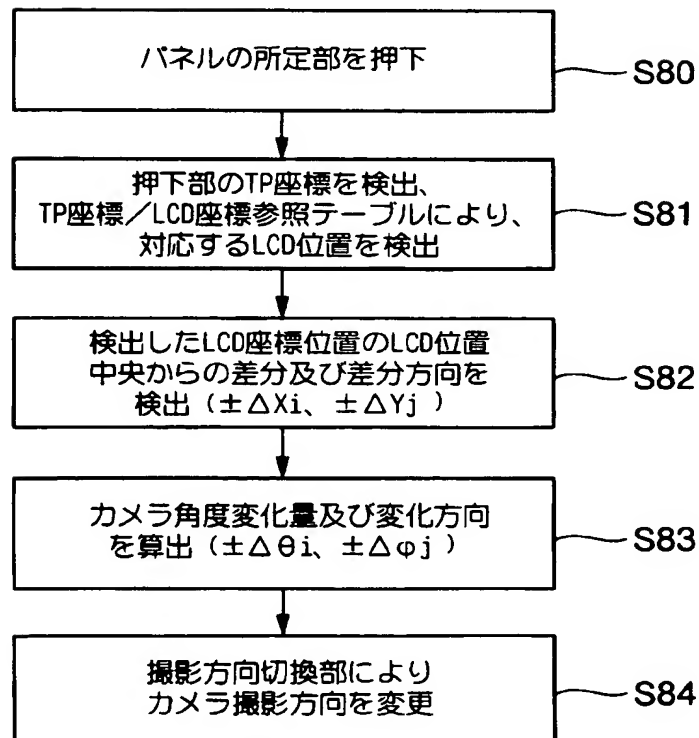 パネルの所定部を押下
S80
押下部のTP座標を検出、
TP座標／LCD座標参照テーブルにより、
対応するLCD位置を検出
S81
検出したLCD座標位置のLCD位置
中央からの差分及び差分方向を
検出（±△Xi、±△Yj）
S82
カメラ角度変化量及び変化方向
を算出（±△θi、±△φj）
S83
撮影方向切換部により
カメラ撮影方向を変更
S84